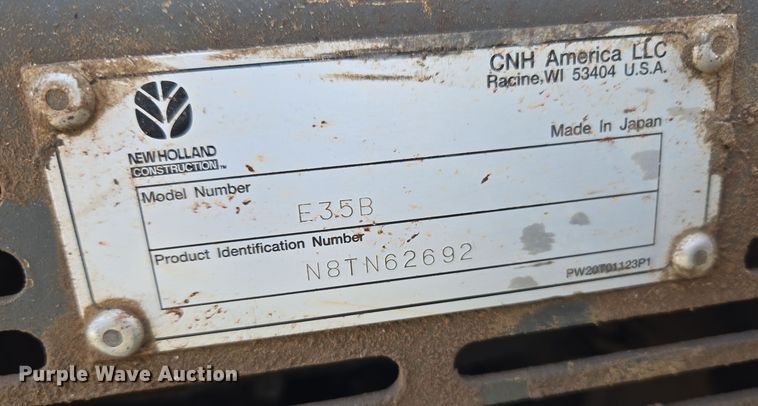 CNH America LLC
Racine,WI 53404 U.S.A.
Made In Japan
NEW HOLLAND
CONSTRUCTION™
Model Number
E35B
Product Identification Number
N8TN62692
PW20T01123P1
Purple Wave Auction